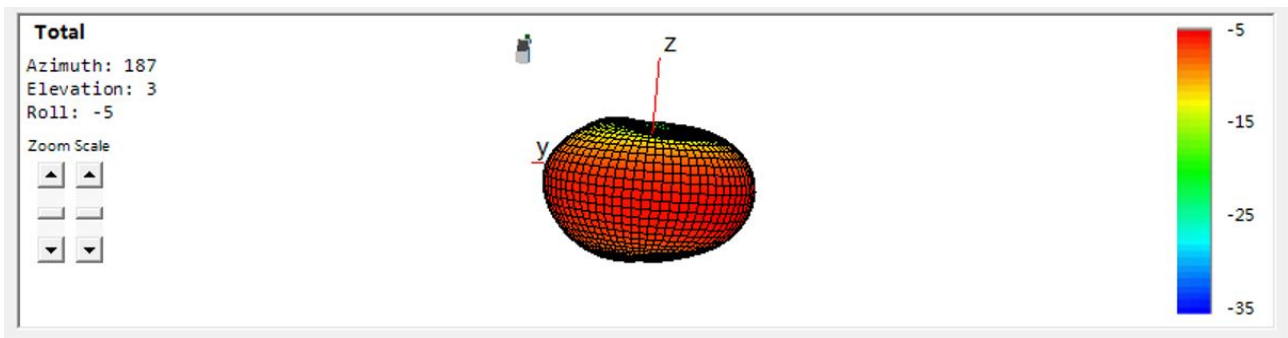 Total
Azimuth: 187
Elevation: 3
Roll: -5
Zoom Scale
z
y
-5
-15
-25
-35